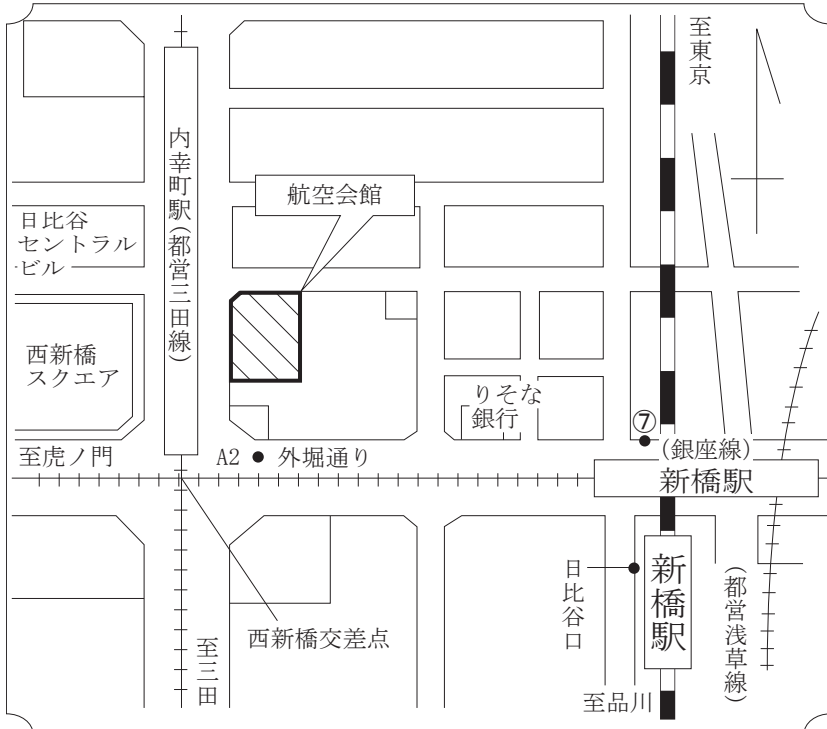 至東京
内幸町駅(都営三田線)
航空会館
日比谷
セントラル
ビル
西新橋
スクエア
りそな
銀行
⑦
(銀座線)
至虎ノ門
A2 ● 外堀通り
新橋駅
日比谷口
新橋駅
(都営浅草線)
西新橋交差点
至三田
至品川